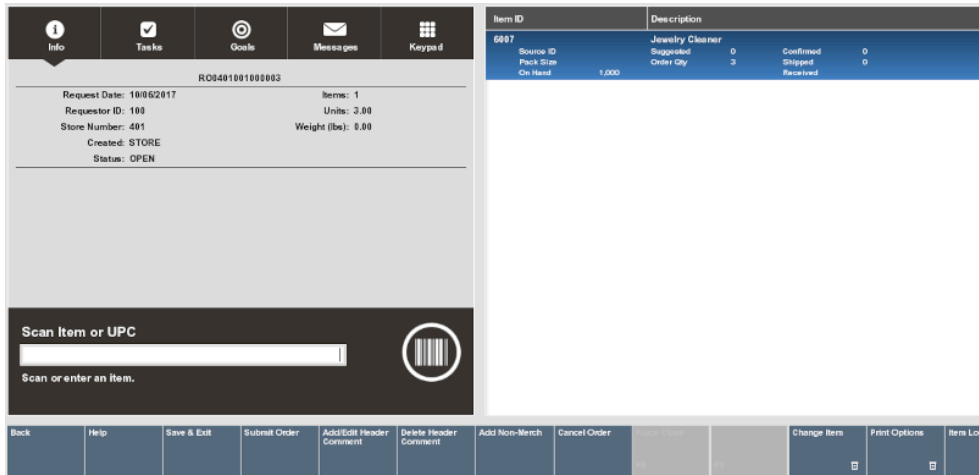 Info Tasks Goals Messages Keypad
RO0401001000003
Request Date: 10/06/2017 Items: 1
Requestor ID: 100 Units: 3.00
Store Number: 401 Weight (lbs): 0.00
Created: STORE
Status: OPEN
Scan Item or UPC
Scan or enter an item.
Item ID Description
6007 Jewelry Cleaner
Source ID Suggested 0 Confirmed 0
Pack Size Order Qty 3 Shipped 0
On Hand 1,000 Received
Back Help Save & Exit Submit Order Add/Edit Header Delete Header Add Non-Merch Cancel Order Change Item Print Options Item Lo
Comment Comment